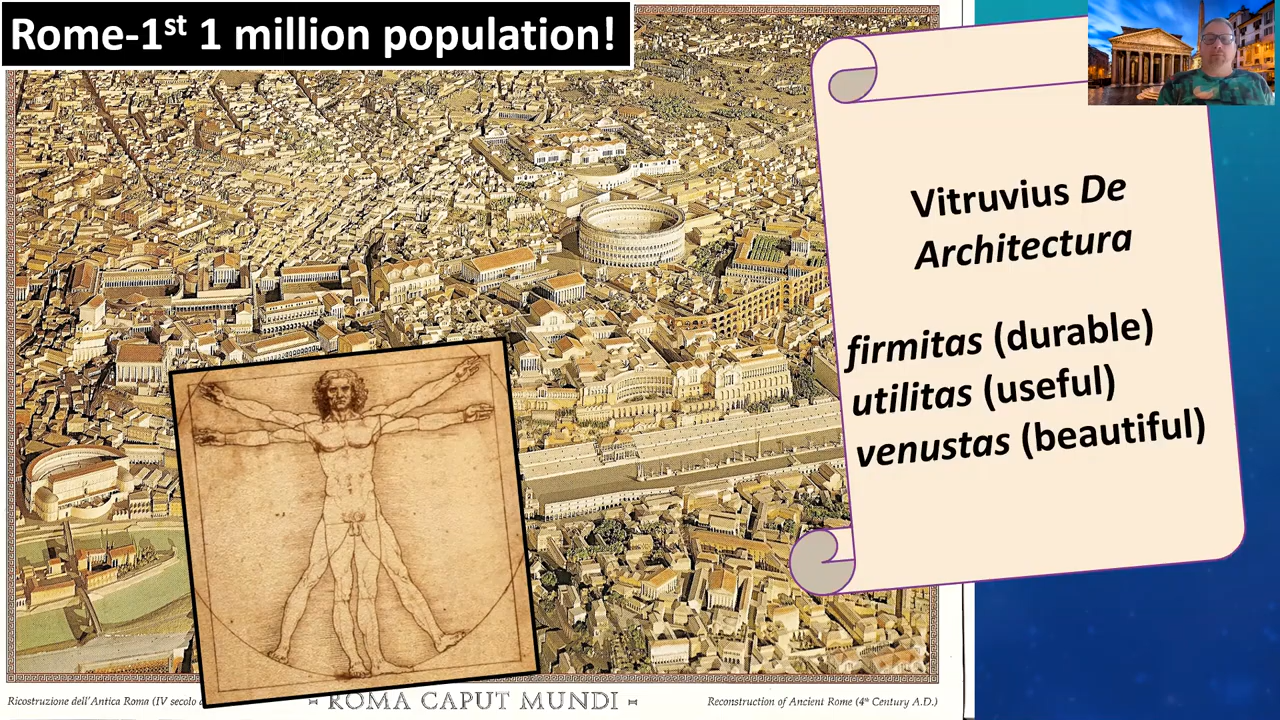 Rome-1st 1 million population!
Vitruvius De
Architectura
firmitas (durable)
utilitas (useful)
venustas (beautiful)
Ricostruzione dell'Antica Roma (IV secolo
ROMA CAPUT MUNDI
Reconstruction of Ancient Rome (4th Century A.D.)